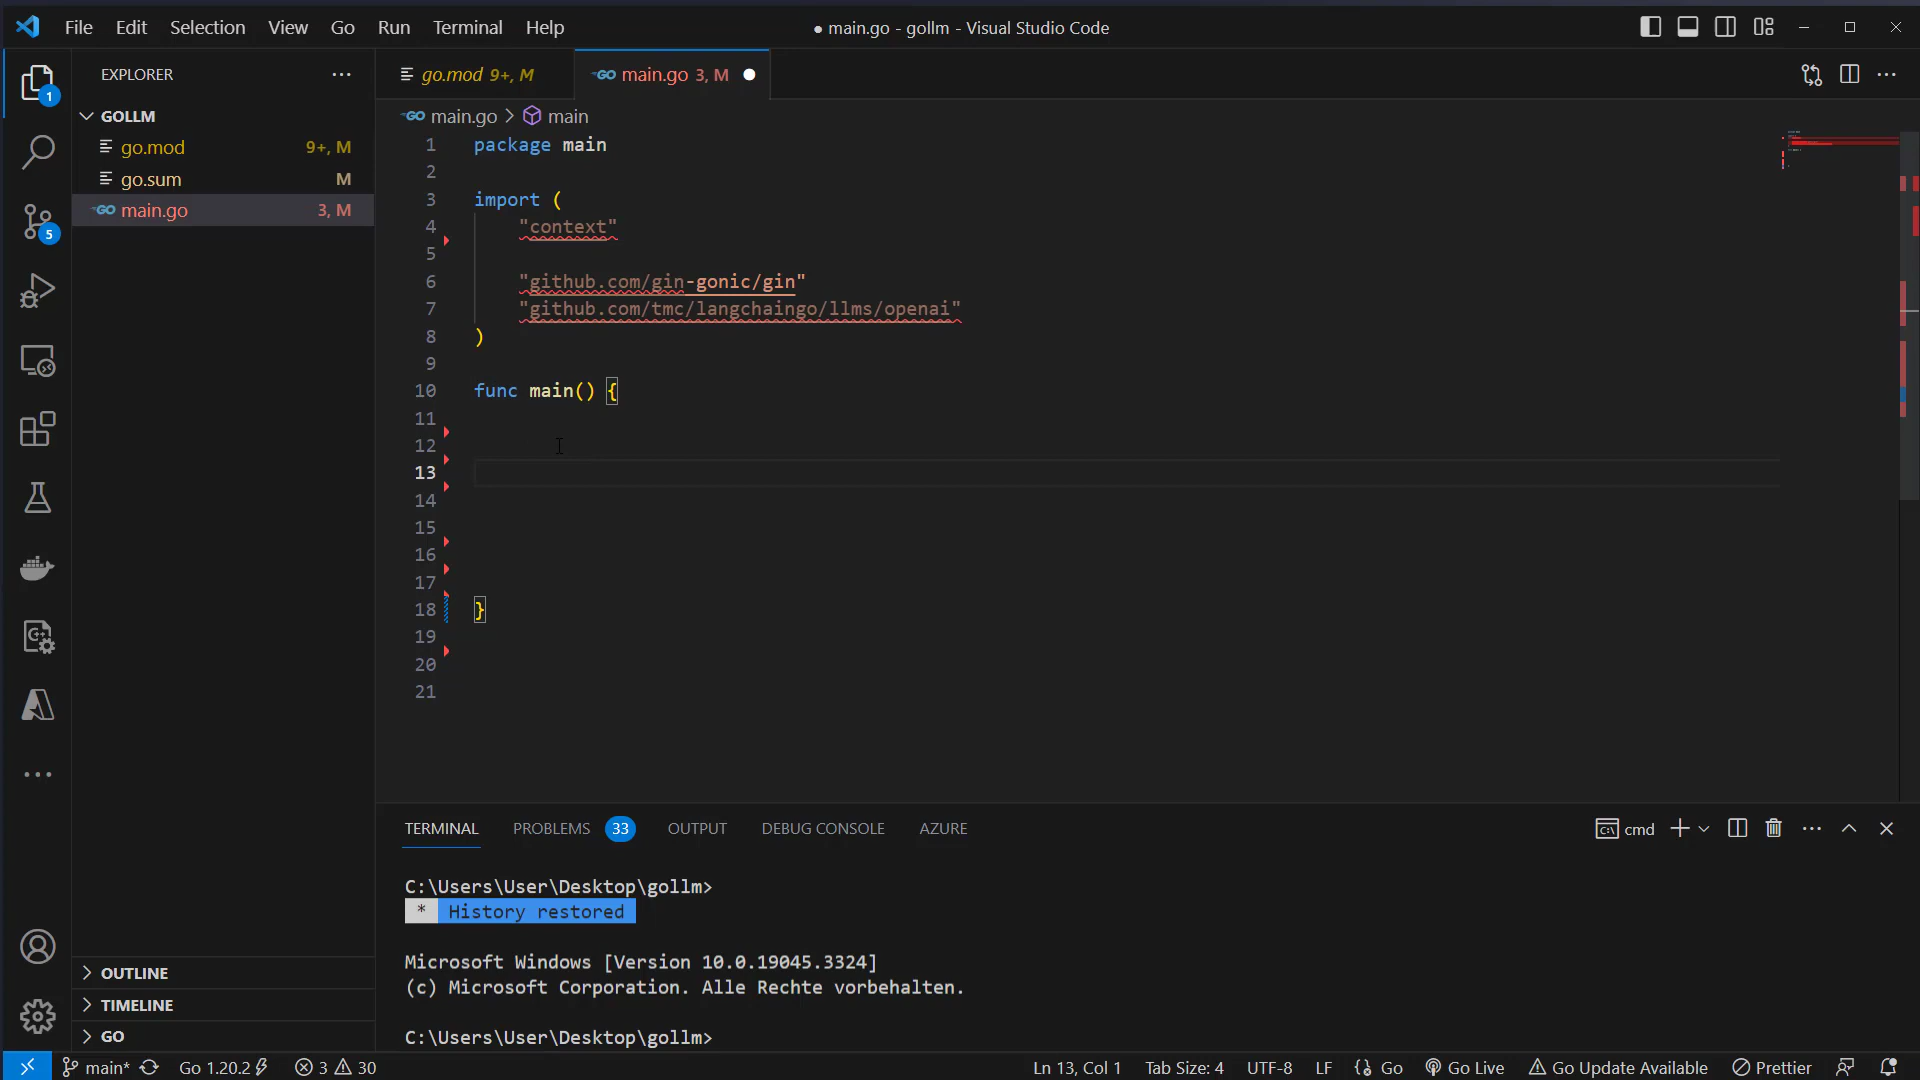 File Edit Selection View Go Run Terminal Help
● main.go - gollm - Visual Studio Code
EXPLORER
go.mod 9+, M
GO main.go 3, M
1
GOLLM
GO main.go > main
go.mod 9+, M
go.sum M
GO main.go 3, M
5
1 package main
2
3 import (
4 "context"
5
6 "github.com/gin-gonic/gin"
7 "github.com/tmc/langchaingo/llms/openai"
8 )
9
10 func main() {
11
12
13
14
15
16
17
18 }
19
20
21
TERMINAL PROBLEMS 33 OUTPUT DEBUG CONSOLE AZURE
cmd
C:\Users\User\Desktop\gollm>
* History restored
Microsoft Windows [Version 10.0.19045.3324]
(c) Microsoft Corporation. Alle Rechte vorbehalten.
C:\Users\User\Desktop\gollm>
OUTLINE
TIMELINE
GO
main* Go 1.20.2 3 30
Ln 13, Col 1 Tab Size: 4 UTF-8 LF {} Go Go Live Go Update Available Prettier